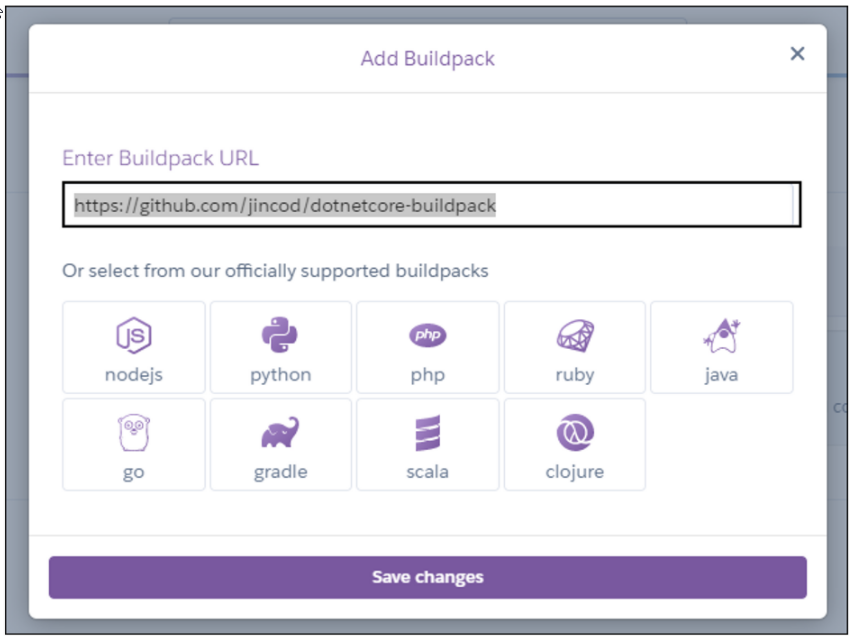 Add Buildpack
Enter Buildpack URL
https://github.com/jincod/dotnetcore-buildpack
Or select from our officially supported buildpacks
JS php
nodejs python php ruby java
go gradle scala clojure
Save changes